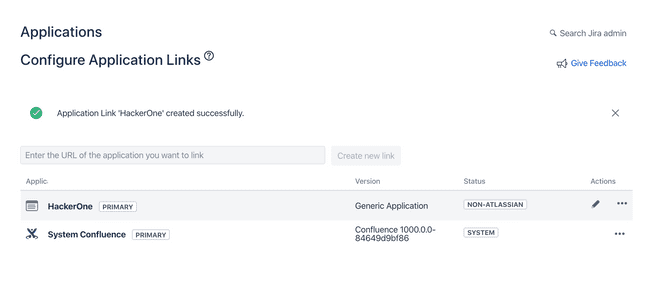 Applications
Search Jira admin
Configure Application Links
Give Feedback
Application Link 'HackerOne' created successfully.
Enter the URL of the application you want to link
Create new link
Applic
Version
Status
Actions
HackerOne PRIMARY
Generic Application
NON-ATLASSIAN
System Confluence PRIMARY
Confluence 1000.0.0-
84649d9bf86
SYSTEM